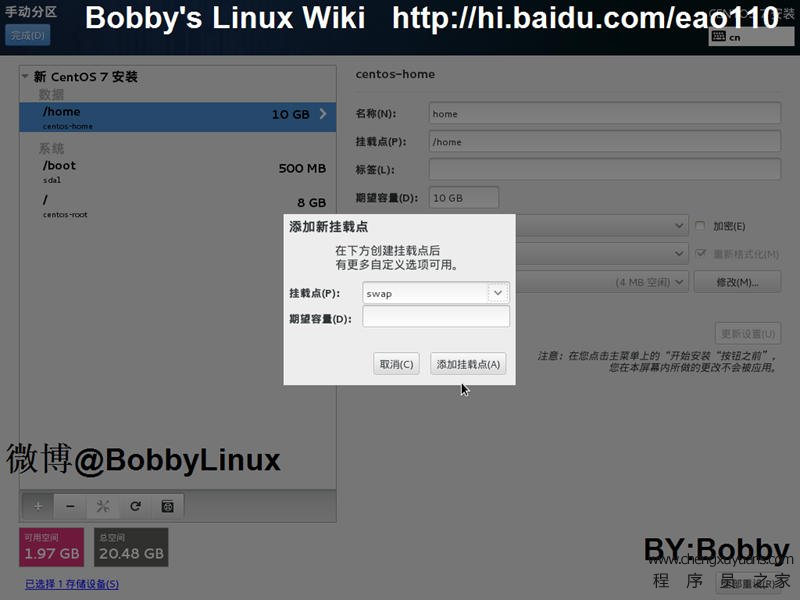 手动分区
Bobby's Linux Wiki http://hi.baidu.com/eao110
完成(D)
cn
新 CentOS 7 安装
数据
/home
10 GB
centos-home
系统
/boot
500 MB
sda1
/
8 GB
centos-root
centos-home
名称(N):
home
挂载点(P):
/home
标签(L):
期望容量(D):
10 GB
加密(E)
重新格式化(M)
(4 MB 空闲)
修改(M)...
更新设置(U)
注意：在您点击主菜单上的“开始安装“按钮之前”，
您在本屏幕内所做的更改不会被应用。
添加新挂载点
在下方创建挂载点后
有更多自定义选项可用。
挂载点(P):
swap
期望容量(D):
取消(C)
添加挂载点(A)
微博@BobbyLinux
+ −
可用空间
1.97 GB
总空间
20.48 GB
已选择 1 存储设备(S)
BY:Bobby
www.chengxuyuans.com
程序员之家